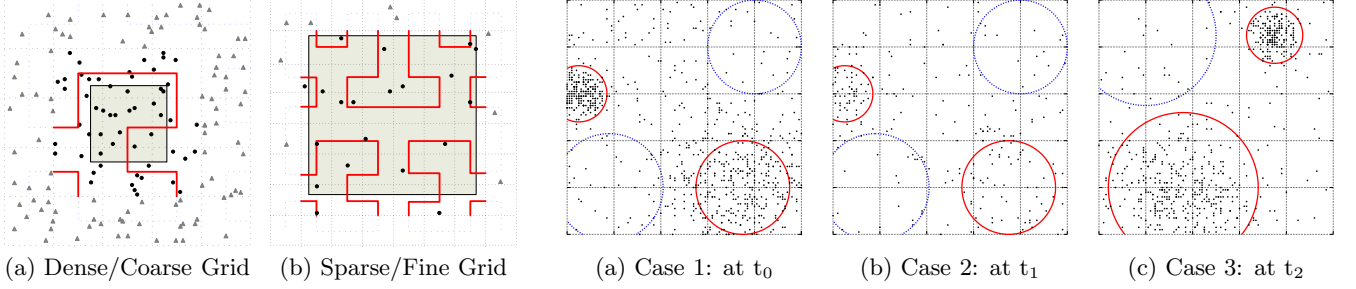 (a) Dense/Coarse Grid
(b) Sparse/Fine Grid
(a) Case 1: at t₀
(b) Case 2: at t₁
(c) Case 3: at t₂